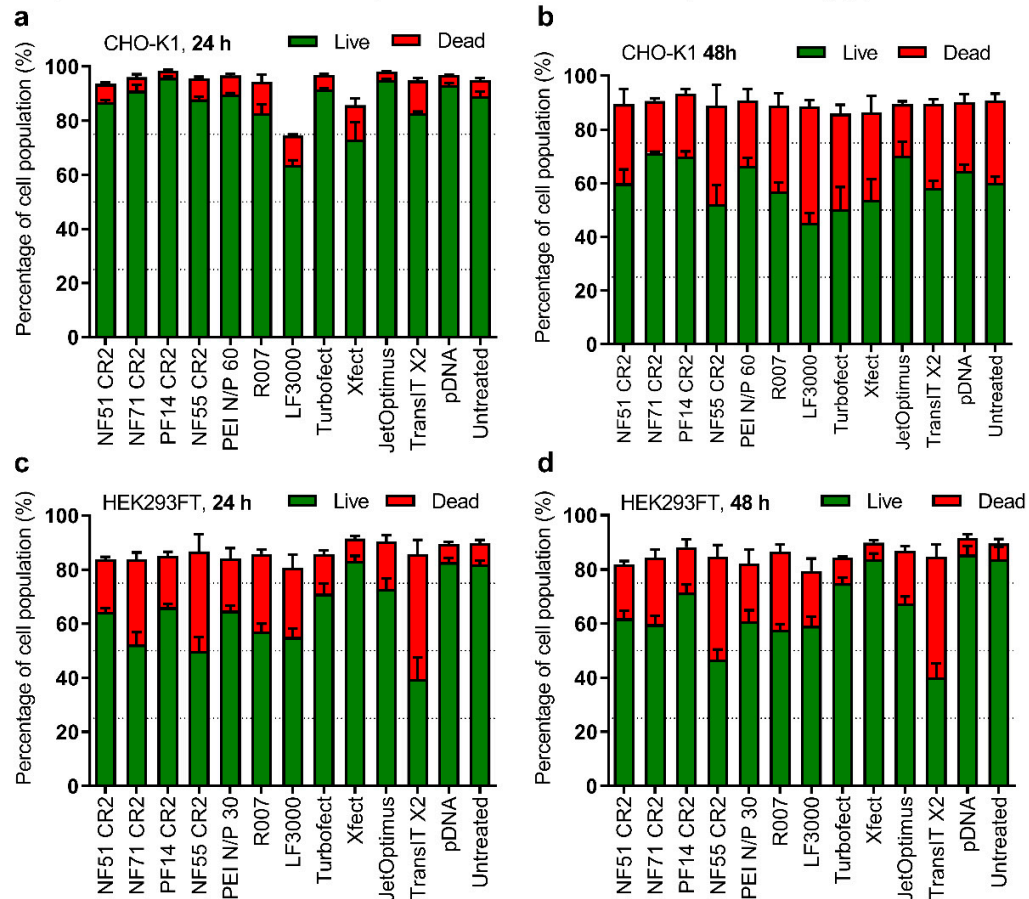 a
CHO-K1, 24 h
Live
Dead
Percentage of cell population (%)
100
80
60
40
20
0
NF51 CR2
NF71 CR2
PF14 CR2
NF55 CR2
PEI N/P 60
R007
LF3000
Turbofect
Xfect
JetOptimus
TransIT X2
pDNA
Untreated
b
CHO-K1 48h
Live
Dead
Percentage of cell population (%)
100
80
60
40
20
0
NF51 CR2
NF71 CR2
PF14 CR2
NF55 CR2
PEI N/P 60
R007
LF3000
Turbofect
Xfect
JetOptimus
TransIT X2
pDNA
Untreated
c
HEK293FT, 24 h
Live
Dead
Percentage of cell population (%)
100
80
60
40
20
0
NF51 CR2
NF71 CR2
PF14 CR2
NF55 CR2
PEI N/P 30
R007
LF3000
Turbofect
Xfect
JetOptimus
TransIT X2
pDNA
Untreated
d
HEK293FT, 48 h
Live
Dead
Percentage of cell population (%)
100
80
60
40
20
0
NF51 CR2
NF71 CR2
PF14 CR2
NF55 CR2
PEI N/P 30
R007
LF3000
Turbofect
Xfect
JetOptimus
TransIT X2
pDNA
Untreated